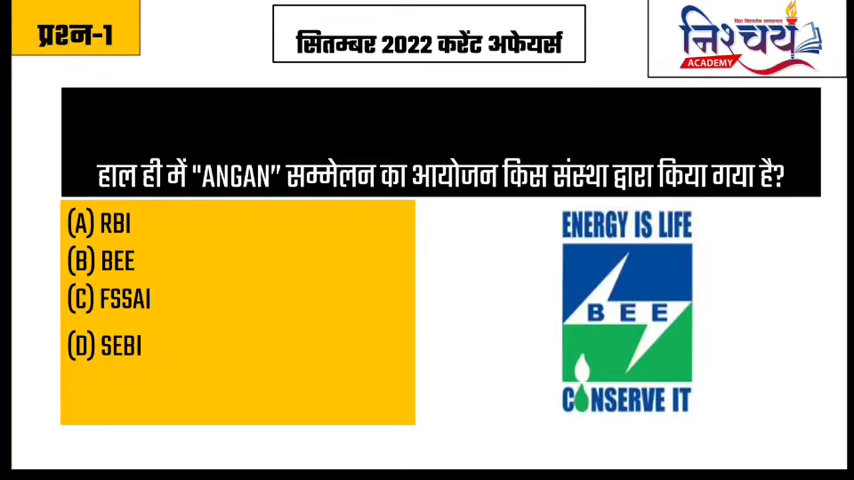 प्रश्न-1
सितम्बर 2022 करेंट अफेयर्स
निश्चय
ACADEMY
हाल ही में "ANGAN” सम्मेलन का आयोजन किस संस्था द्वारा किया गया है?
(A) RBI
(B) BEE
(C) FSSAI
(D) SEBI
ENERGY IS LIFE
BEE
CONSERVE IT